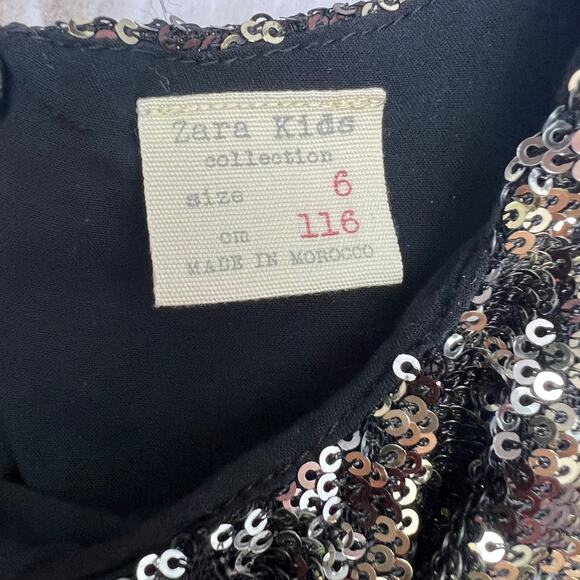 Zara Kids
collection
size 6
cm 116
MADE IN MOROCCO